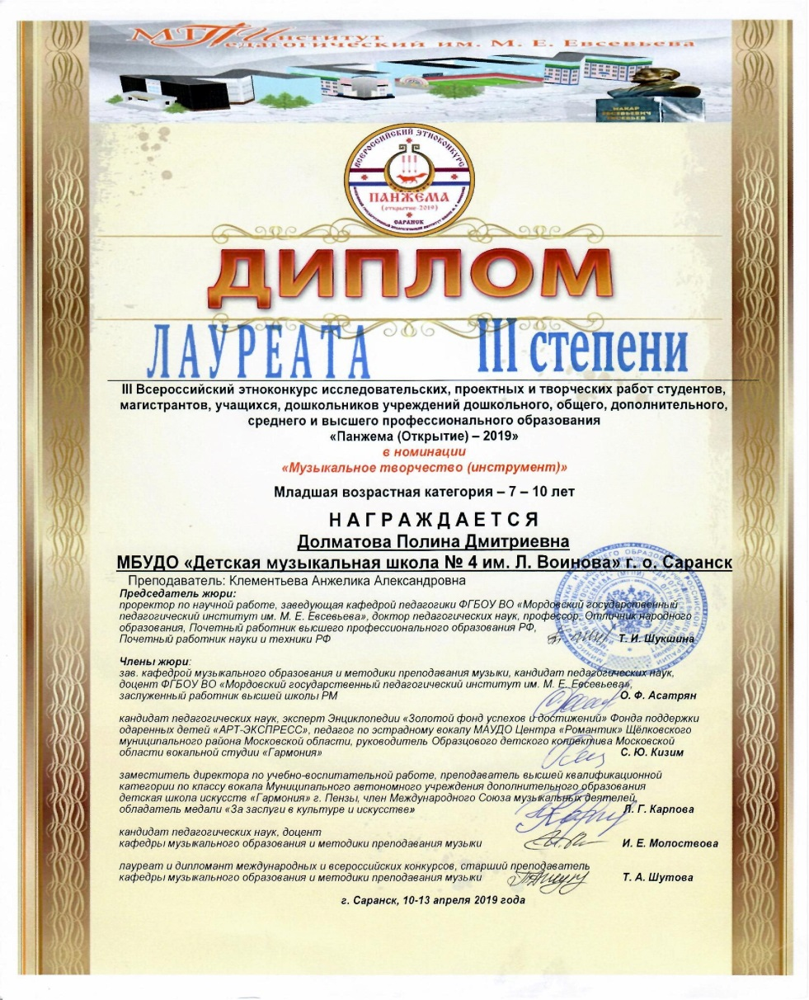 МГПИнститут
едагогический им. М. Е. Евсевьева
МАКАР
ЕВСЕВЬЕВИЧ
ЕВСЕВЬЕВ
ВСЕРОССИЙСКИЙ ЭТНОКОНКУРС
ПАНЖЕМА
(открытие-2019)
САРАНСК
ДИПЛОМ
ЛАУРЕАТА III степени
III Всероссийский этноконкурс исследовательских, проектных и творческих работ студентов,
магистрантов, учащихся, дошкольников учреждений дошкольного, общего, дополнительного,
среднего и высшего профессионального образования
«Панжема (Открытие) – 2019»
в номинации
«Музыкальное творчество (инструмент)»
Младшая возрастная категория – 7 – 10 лет
НАГРАЖДАЕТСЯ
Долматова Полина Дмитриевна
МБУДО «Детская музыкальная школа № 4 им. Л. Воинова» г. о. Саранск
Преподаватель: Клементьева Анжелика Александровна
Председатель жюри:
проректор по научной работе, заведующая кафедрой педагогики ФГБОУ ВО «Мордовский государственный
педагогический институт им. М. Е. Евсевьева», доктор педагогических наук, профессор, Отличник народного
образования, Почетный работник высшего профессионального образования РФ,
Почетный работник науки и техники РФ Т. И. Шукшина
Члены жюри:
зав. кафедрой музыкального образования и методики преподавания музыки, кандидат педагогических наук,
доцент ФГБОУ ВО «Мордовский государственный педагогический институт им. М. Е. Евсевьева»,
заслуженный работник высшей школы РМ О. Ф. Асатрян
кандидат педагогических наук, эксперт Энциклопедии «Золотой фонд успехов и достижений» Фонда поддержки
одаренных детей «АРТ-ЭКСПРЕСС», педагог по эстрадному вокалу МАУДО Центра «Романтик» Щёлковского
муниципального района Московской области, руководитель Образцового детского коллектива Московской
области вокальной студии «Гармония» С. Ю. Кизим
заместитель директора по учебно-воспитательной работе, преподаватель высшей квалификационной
категории по классу вокала Муниципального автономного учреждения дополнительного образования
детская школа искусств «Гармония» г. Пензы, член Международного Союза музыкальных деятелей,
обладатель медали «За заслуги в культуре и искусстве» Л. Г. Карпова
кандидат педагогических наук, доцент
кафедры музыкального образования и методики преподавания музыки И. Е. Молоствова
лауреат и дипломант международных и всероссийских конкурсов, старший преподаватель
кафедры музыкального образования и методики преподавания музыки Т. А. Шутова
г. Саранск, 10-13 апреля 2019 года